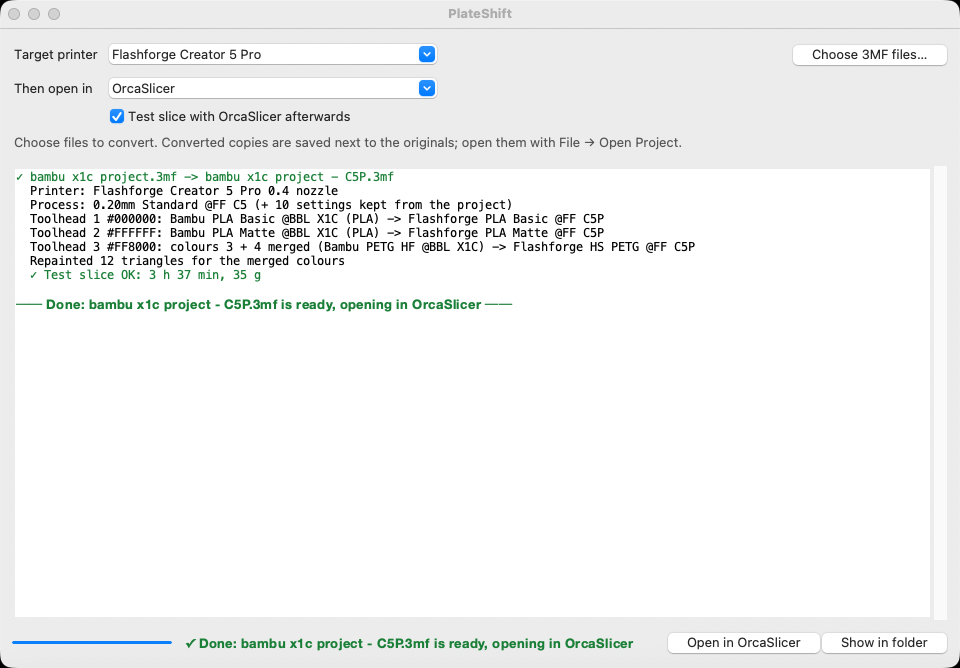 PlateShift
Target printer Flashforge Creator 5 Pro Choose 3MF files...
Then open in OrcaSlicer
Test slice with OrcaSlicer afterwards
Choose files to convert. Converted copies are saved next to the originals; open them with File → Open Project.
✓ bambu x1c project.3mf -> bambu x1c project - C5P.3mf
Printer: Flashforge Creator 5 Pro 0.4 nozzle
Process: 0.20mm Standard @FF C5 (+ 10 settings kept from the project)
Toolhead 1 #000000: Bambu PLA Basic @BBL X1C (PLA) -> Flashforge PLA Basic @FF C5P
Toolhead 2 #FFFFFF: Bambu PLA Matte @BBL X1C (PLA) -> Flashforge PLA Matte @FF C5P
Toolhead 3 #FF8000: colours 3 + 4 merged (Bambu PETG HF @BBL X1C) -> Flashforge HS PETG @FF C5P
Repainted 12 triangles for the merged colours
✓ Test slice OK: 3 h 37 min, 35 g
─── Done: bambu x1c project - C5P.3mf is ready, opening in OrcaSlicer ───
✓ Done: bambu x1c project - C5P.3mf is ready, opening in OrcaSlicer Open in OrcaSlicer Show in folder